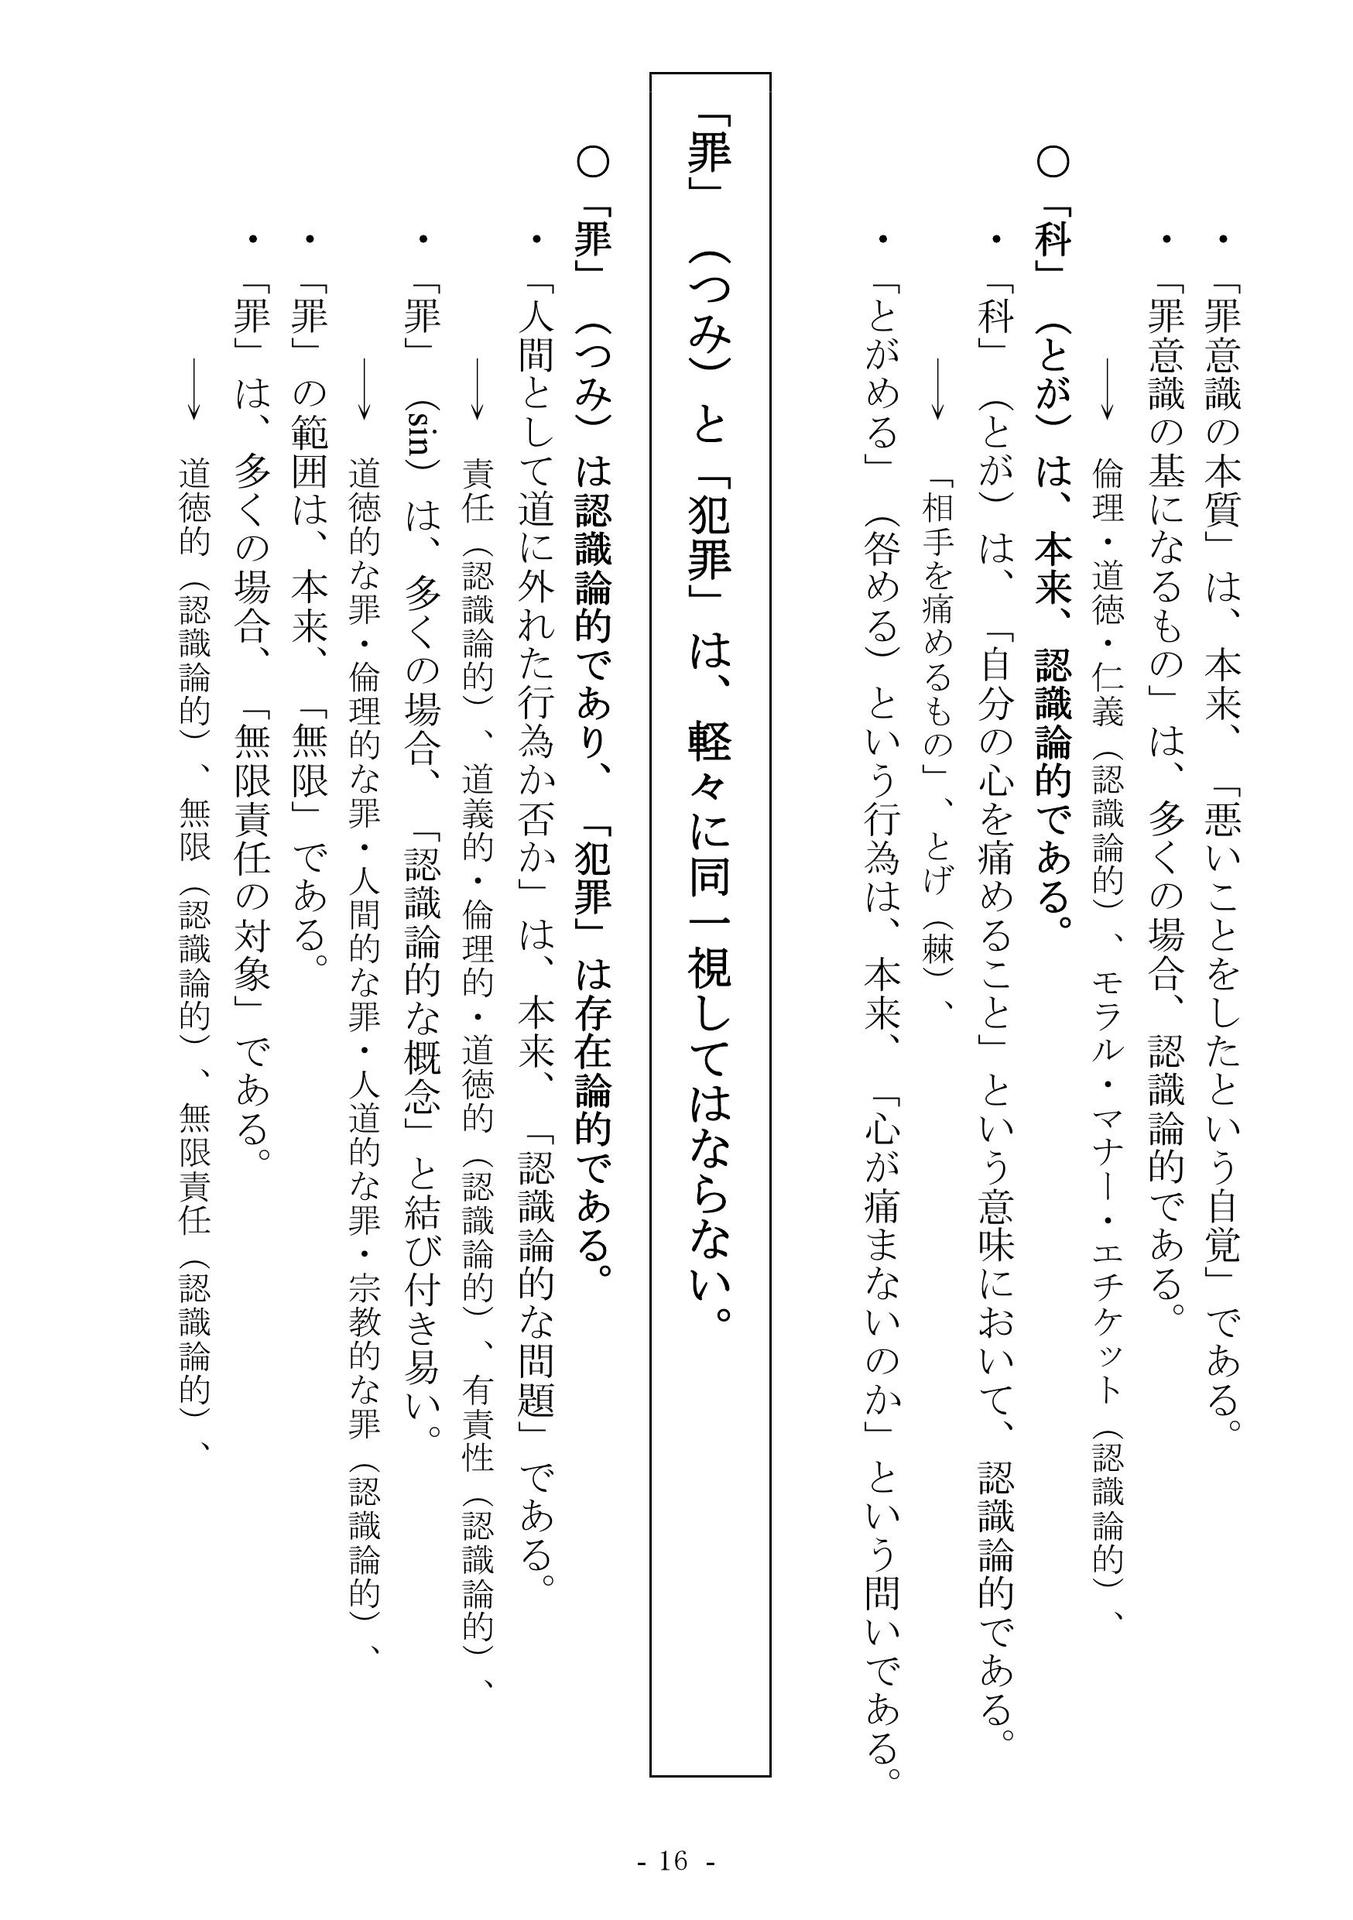 ・「罪意識の本質」は、本来、「悪いことをしたという自覚」である。
・「罪意識の基になるもの」は、多くの場合、認識論的である。
→ 倫理・道徳・仁義（認識論的）、モラル・マナー・エチケット（認識論的）、
○「科」（とが）は、本来、認識論的である。
・「科」（とが）は、「自分の心を痛めること」という意味において、認識論的である。
→ 「相手を痛めるもの」、とげ（棘）、
・「とがめる」（咎める）という行為は、本来、「心が痛まないのか」という問いである。
「罪」（つみ）と「犯罪」は、軽々に同一視してはならない。
○「罪」（つみ）は認識論的であり、「犯罪」は存在論的である。
・「人間として道に外れた行為か否か」は、本来、「認識論的な問題」である。
→ 責任（認識論的）、道義的・倫理的・道徳的（認識論的）、有責性（認識論的）、
・「罪」（sin）は、多くの場合、「認識論的な概念」と結び付き易い。
→ 道徳的な罪・倫理的な罪・人間的な罪・人道的な罪・宗教的な罪（認識論的）、
・「罪」の範囲は、本来、「無限」である。
・「罪」は、多くの場合、「無限責任の対象」である。
→ 道徳的（認識論的）、無限（認識論的）、無限責任（認識論的）、
- 16 -